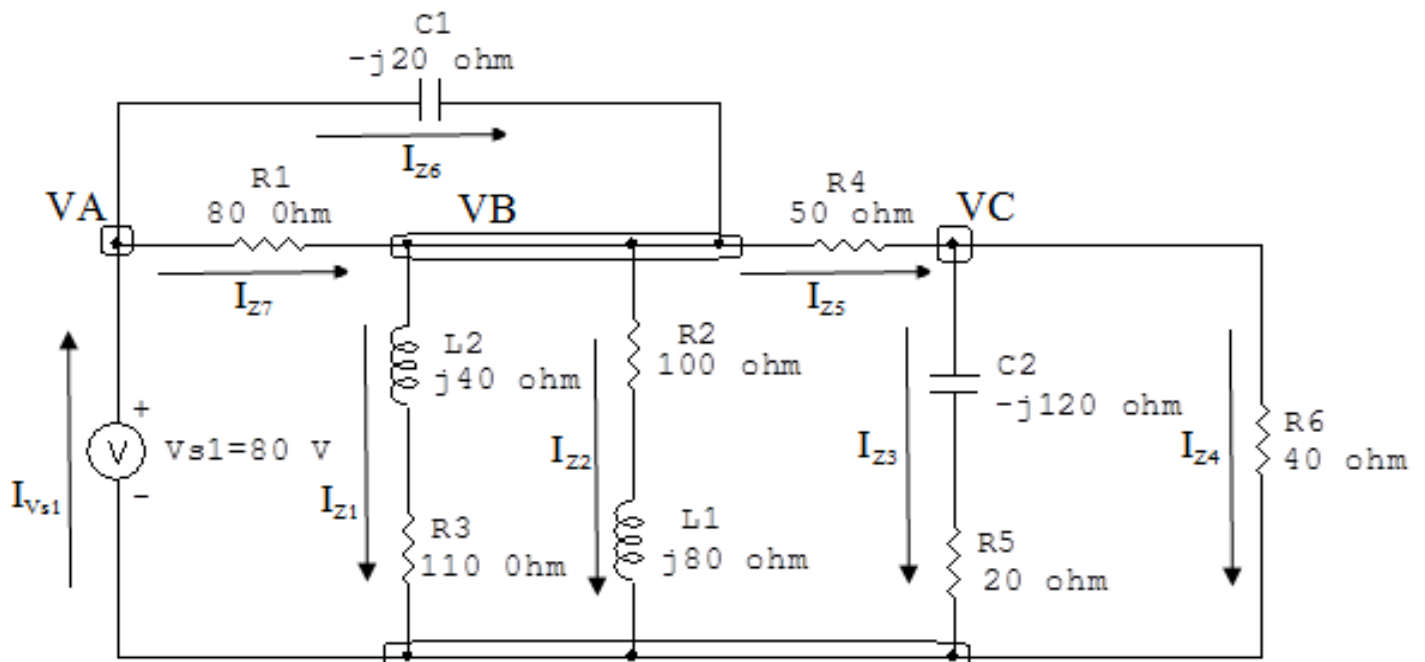 C1
-j20 ohm
I_Z6
R1
80 Ohm
VA
VB
R4
50 ohm
VC
I_Z7
I_Z5
L2
j40 ohm
R2
100 ohm
C2
-j120 ohm
R6
40 ohm
+
V
Vs1=80 V
-
I_Vs1
I_Z1
I_Z2
I_Z3
I_Z4
R3
110 Ohm
L1
j80 ohm
R5
20 ohm